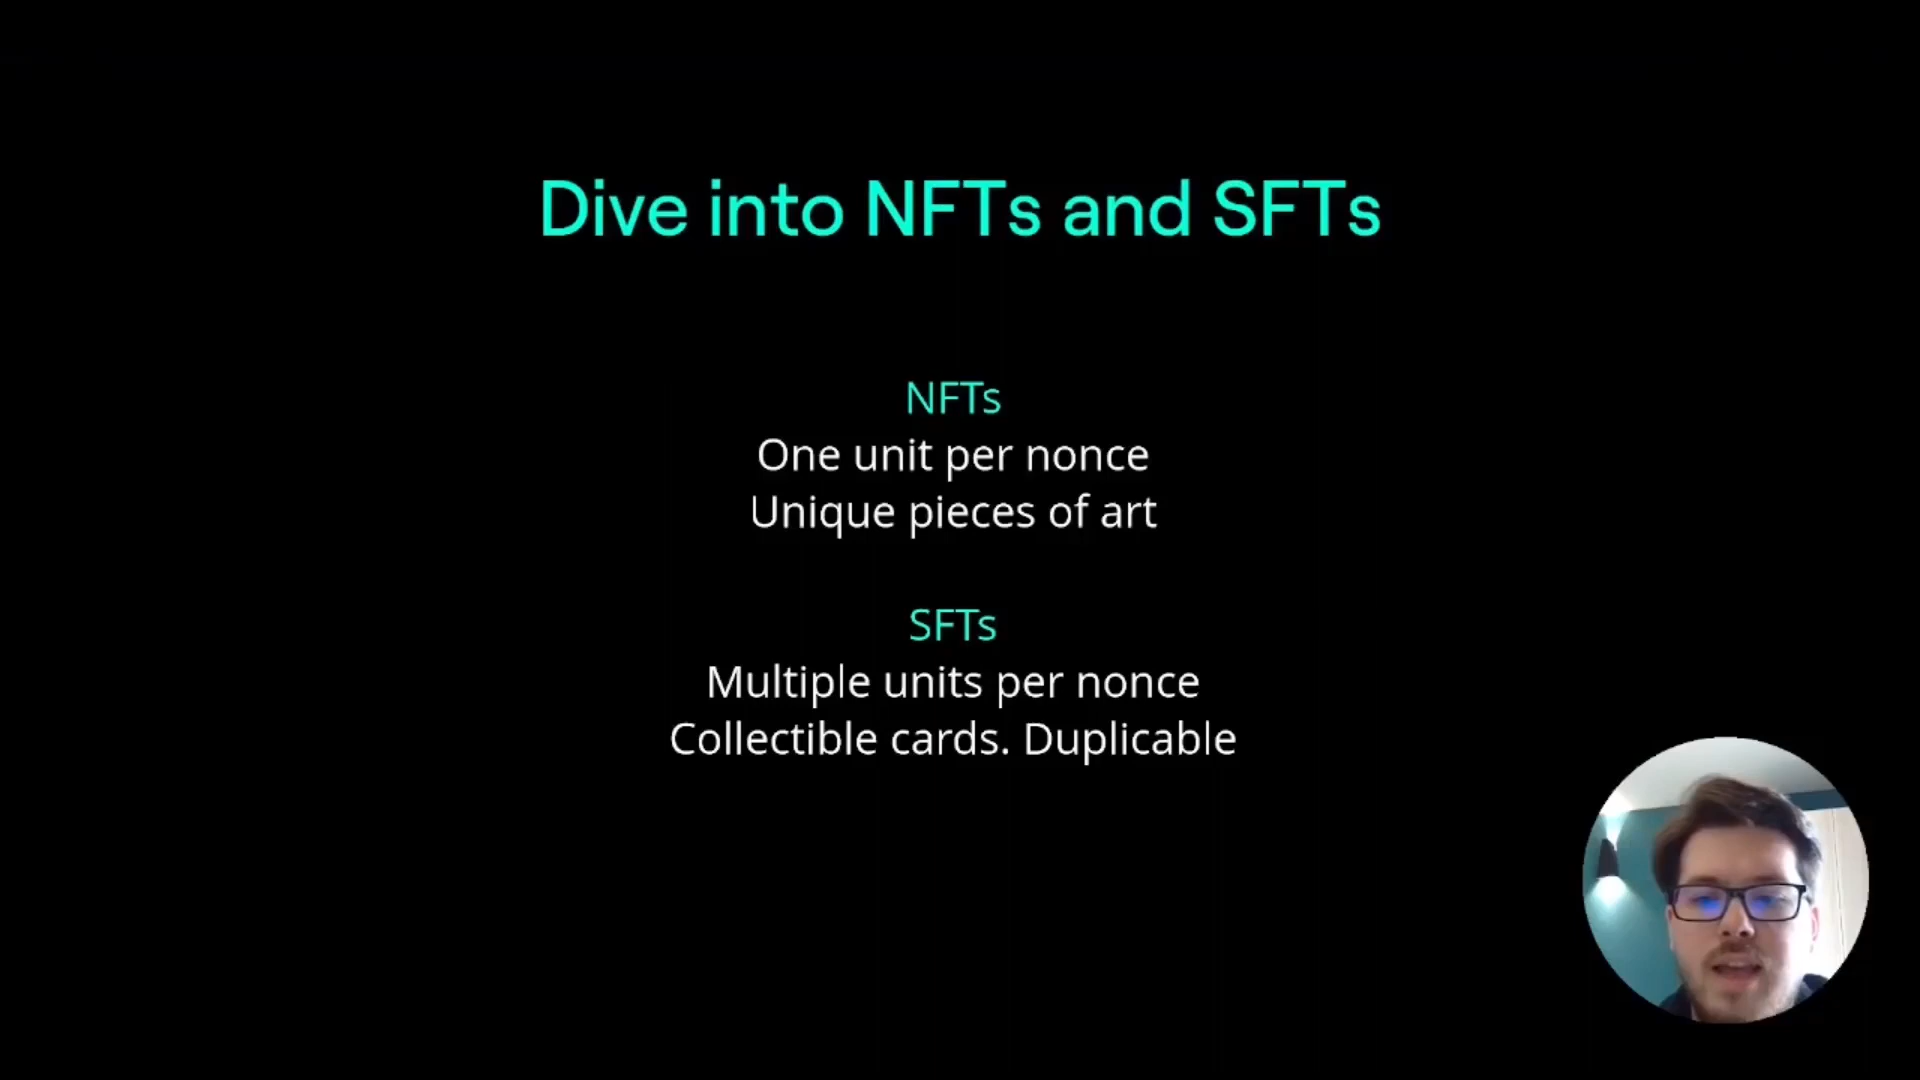 Dive into NFTs and SFTs
NFTs
One unit per nonce
Unique pieces of art
SFTs
Multiple units per nonce
Collectible cards. Duplicable